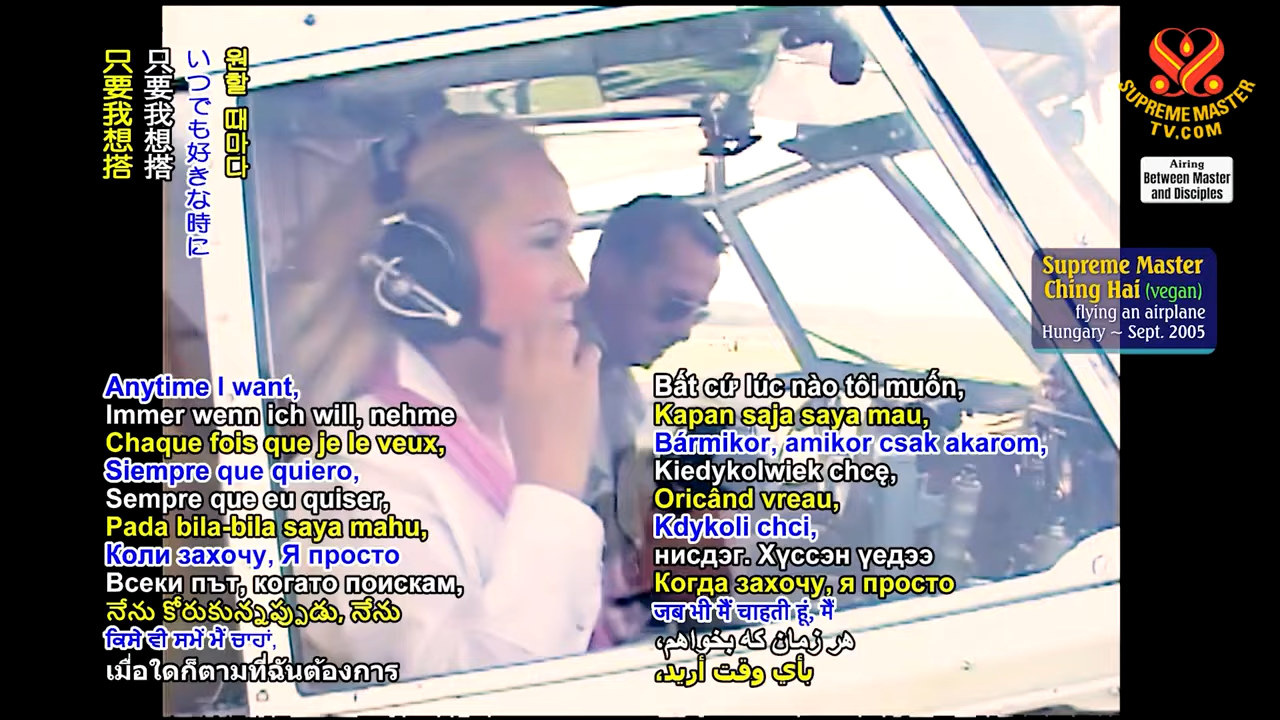 원할 때마다
いつでも好きな時に
只要我想搭
只要我想搭
SUPREME MASTER
TV.COM
Airing
Between Master
and Disciples
Supreme Master
Ching Hai (vegan)
flying an airplane
Hungary ~ Sept. 2005
Anytime I want,
Immer wenn ich will, nehme
Chaque fois que je le veux,
Siempre que quiero,
Sempre que eu quiser,
Pada bila-bila saya mahu,
Коли захочу, Я просто
Всеки път, когато поискам,
నేను కోరుకున్నప్పుడు, నేను
ਕਿਸੇ ਵੀ ਸਮੇਂ ਮੈਂ ਚਾਹਾਂ,
เมื่อใดก็ตามที่ฉันต้องการ
Bất cứ lúc nào tôi muốn,
Kapan saja saya mau,
Bármikor, amikor csak akarom,
Kiedykolwiek chcę,
Oricând vreau,
Kdykoli chci,
нисдэг. Хүссэн үедээ
Когда захочу, я просто
जब भी मैं चाहती हूं, मैं
هر زمان که بخواهم،
بأي وقت أريد،